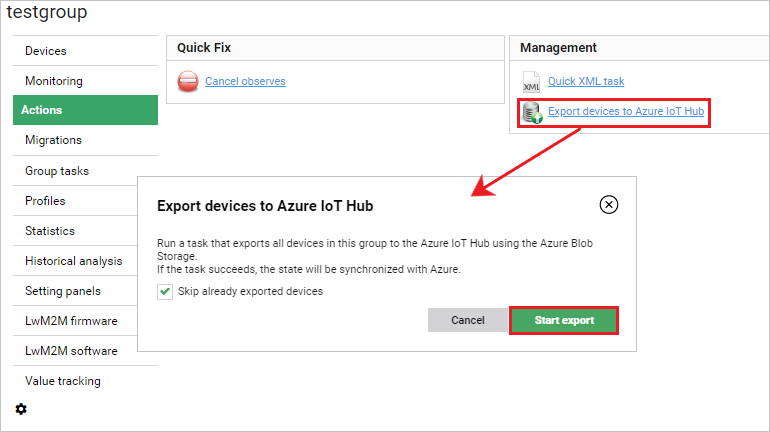 testgroup
Devices
Monitoring
Actions
Migrations
Group tasks
Profiles
Statistics
Historical analysis
Setting panels
LwM2M firmware
LwM2M software
Value tracking
Quick Fix
Cancel observes
Management
XML
Quick XML task
Export devices to Azure IoT Hub
Export devices to Azure IoT Hub
Run a task that exports all devices in this group to the Azure IoT Hub using the Azure Blob
Storage.
If the task succeeds, the state will be synchronized with Azure.
Skip already exported devices
Cancel
Start export